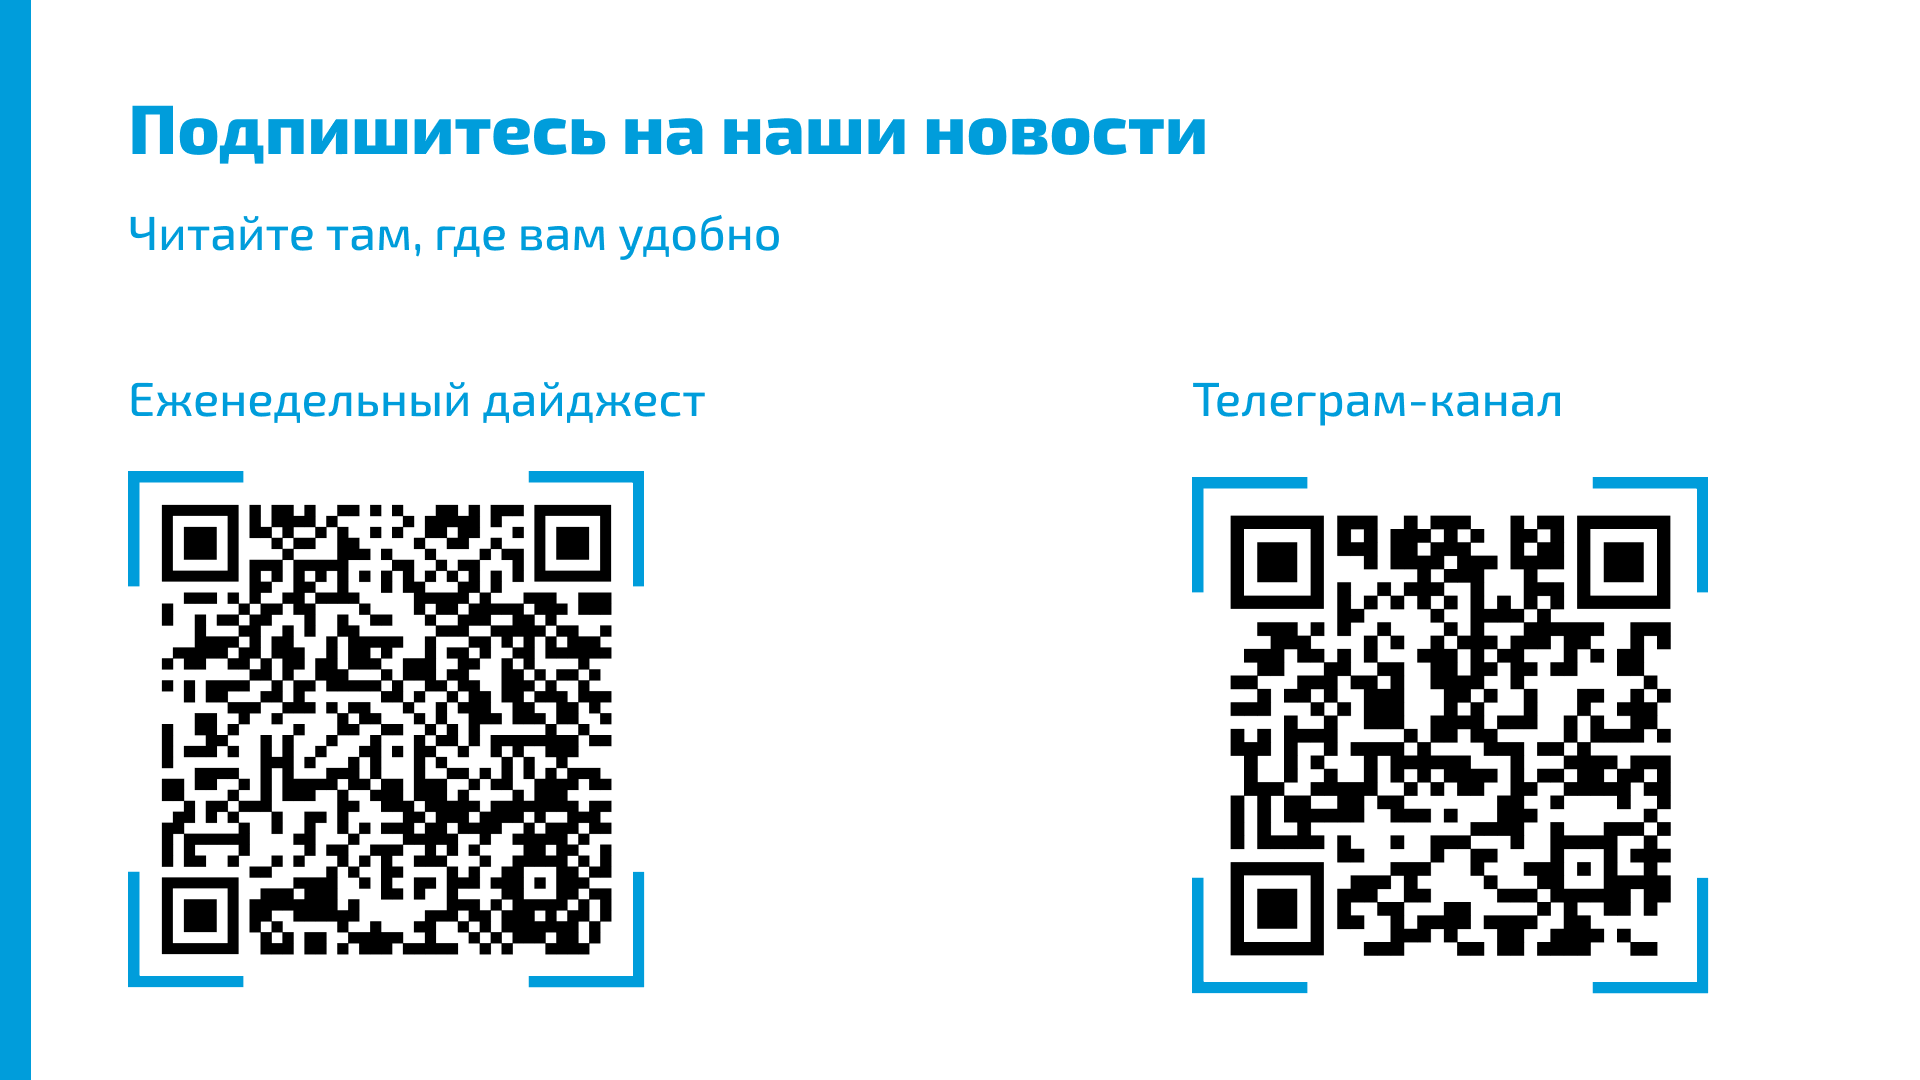 Подпишитесь на наши новости
Читайте там, где вам удобно
Еженедельный дайджест
Телеграм-канал